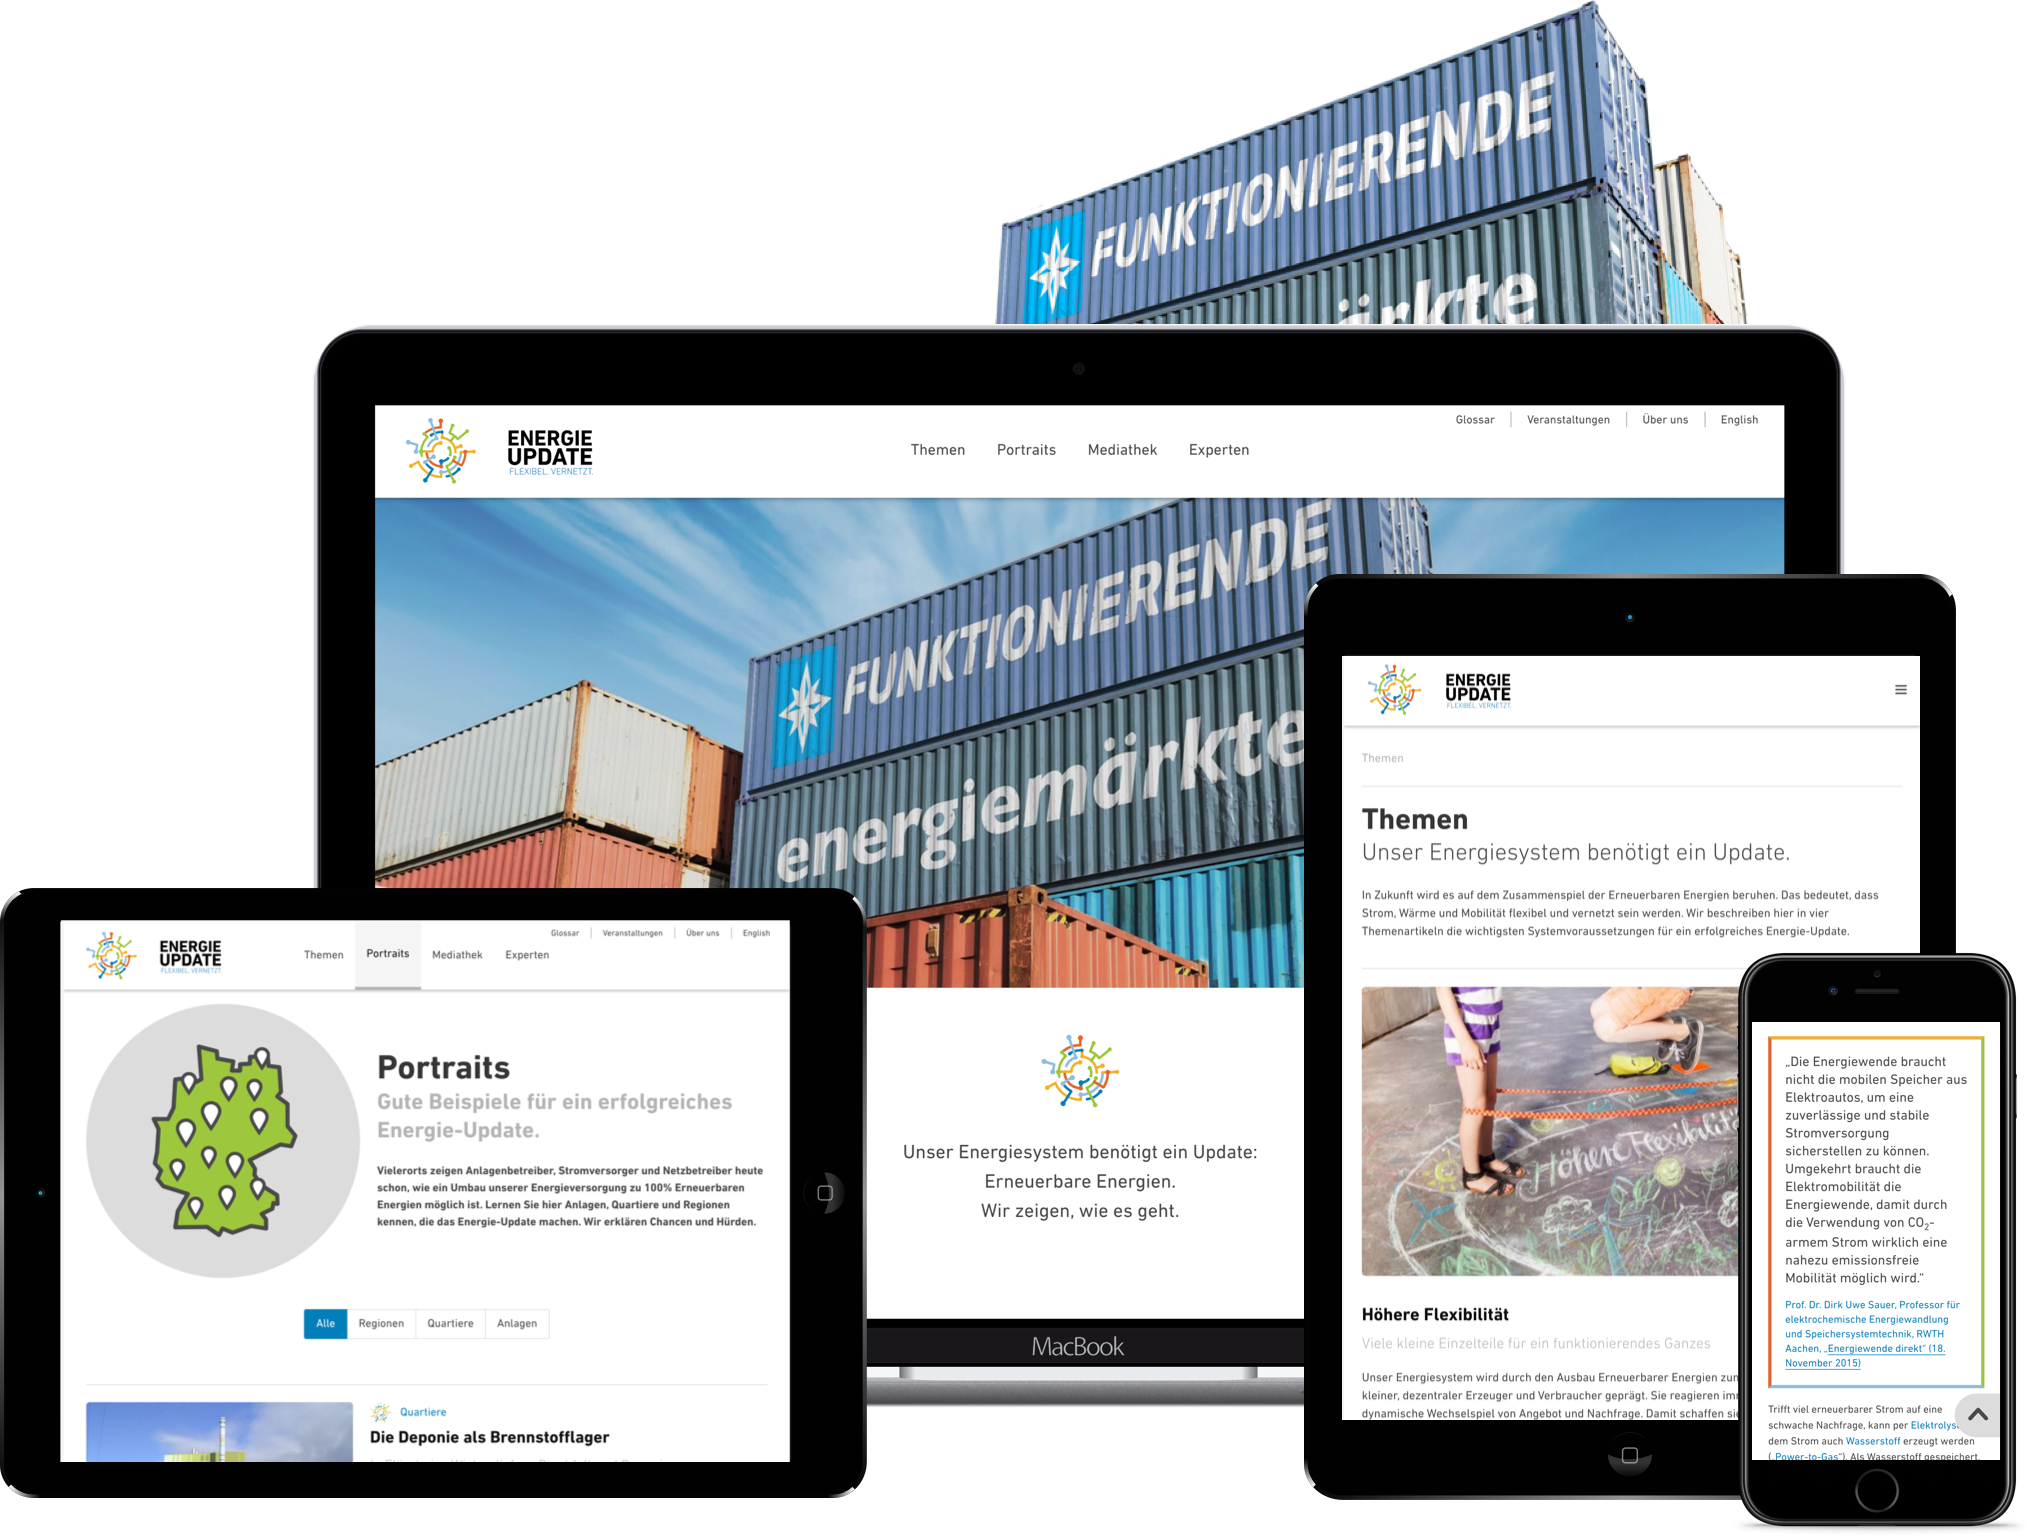 FUNKTIONIERENDE
märkte
ENERGIE
UPDATE
FLEXIBEL. VERNETZT.
Themen Portraits Mediathek Experten
Glossar Veranstaltungen Über uns English
FUNKTIONIERENDE
energiemärkte
Unser Energiesystem benötigt ein Update:
Erneuerbare Energien.
Wir zeigen, wie es geht.
MacBook
ENERGIE
UPDATE
FLEXIBEL. VERNETZT.
Glossar Veranstaltungen Über uns English
Themen Portraits Mediathek Experten
Portraits
Gute Beispiele für ein erfolgreiches
Energie-Update.
Vielerorts zeigen Anlagenbetreiber, Stromversorger und Netzbetreiber heute
schon, wie ein Umbau unserer Energieversorgung zu 100% Erneuerbaren
Energien möglich ist. Lernen Sie hier Anlagen, Quartiere und Regionen
kennen, die das Energie-Update machen. Wir erklären Chancen und Hürden.
Alle Regionen Quartiere Anlagen
Quartiere
Die Deponie als Brennstofflager
ENERGIE
UPDATE
FLEXIBEL. VERNETZT.
Themen
Themen
Unser Energiesystem benötigt ein Update.
In Zukunft wird es auf dem Zusammenspiel der Erneuerbaren Energien beruhen. Das bedeutet, dass
Strom, Wärme und Mobilität flexibel und vernetzt sein werden. Wir beschreiben hier in vier
Themenartikeln die wichtigsten Systemvoraussetzungen für ein erfolgreiches Energie-Update.
Höhere Flexibilität
Höhere Flexibilität
Viele kleine Einzelteile für ein funktionierendes Ganzes
Unser Energiesystem wird durch den Ausbau Erneuerbarer Energien zun
kleiner, dezentraler Erzeuger und Verbraucher geprägt. Sie reagieren im
dynamische Wechselspiel von Angebot und Nachfrage. Damit schaffen si
„Die Energiewende braucht
nicht die mobilen Speicher aus
Elektroautos, um eine
zuverlässige und stabile
Stromversorgung
sicherstellen zu können.
Umgekehrt braucht die
Elektromobilität die
Energiewende, damit durch
die Verwendung von CO₂-
armem Strom wirklich eine
nahezu emissionsfreie
Mobilität möglich wird.“
Prof. Dr. Dirk Uwe Sauer, Professor für
elektrochemische Energiewandlung
und Speichersystemtechnik, RWTH
Aachen, „Energiewende direkt“ (18.
November 2015)
Trifft viel erneuerbarer Strom auf eine
schwache Nachfrage, kann per Elektrolys
dem Strom auch Wasserstoff erzeugt werden
(„Power-to-Gas“). Als Wasserstoff gespeichert,